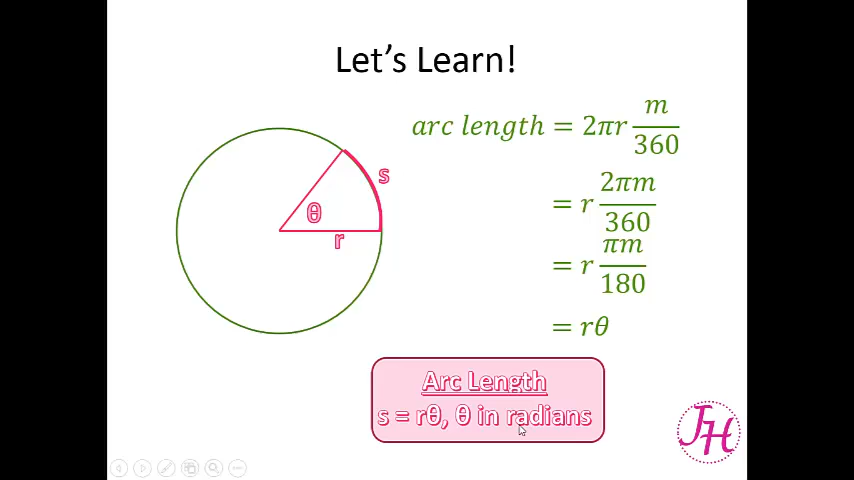 Let's Learn!
arc length = 2πr m/360
= r 2πm/360
= r πm/180
= rθ
s
θ
r
Arc Length
s = rθ, θ in radians
JH